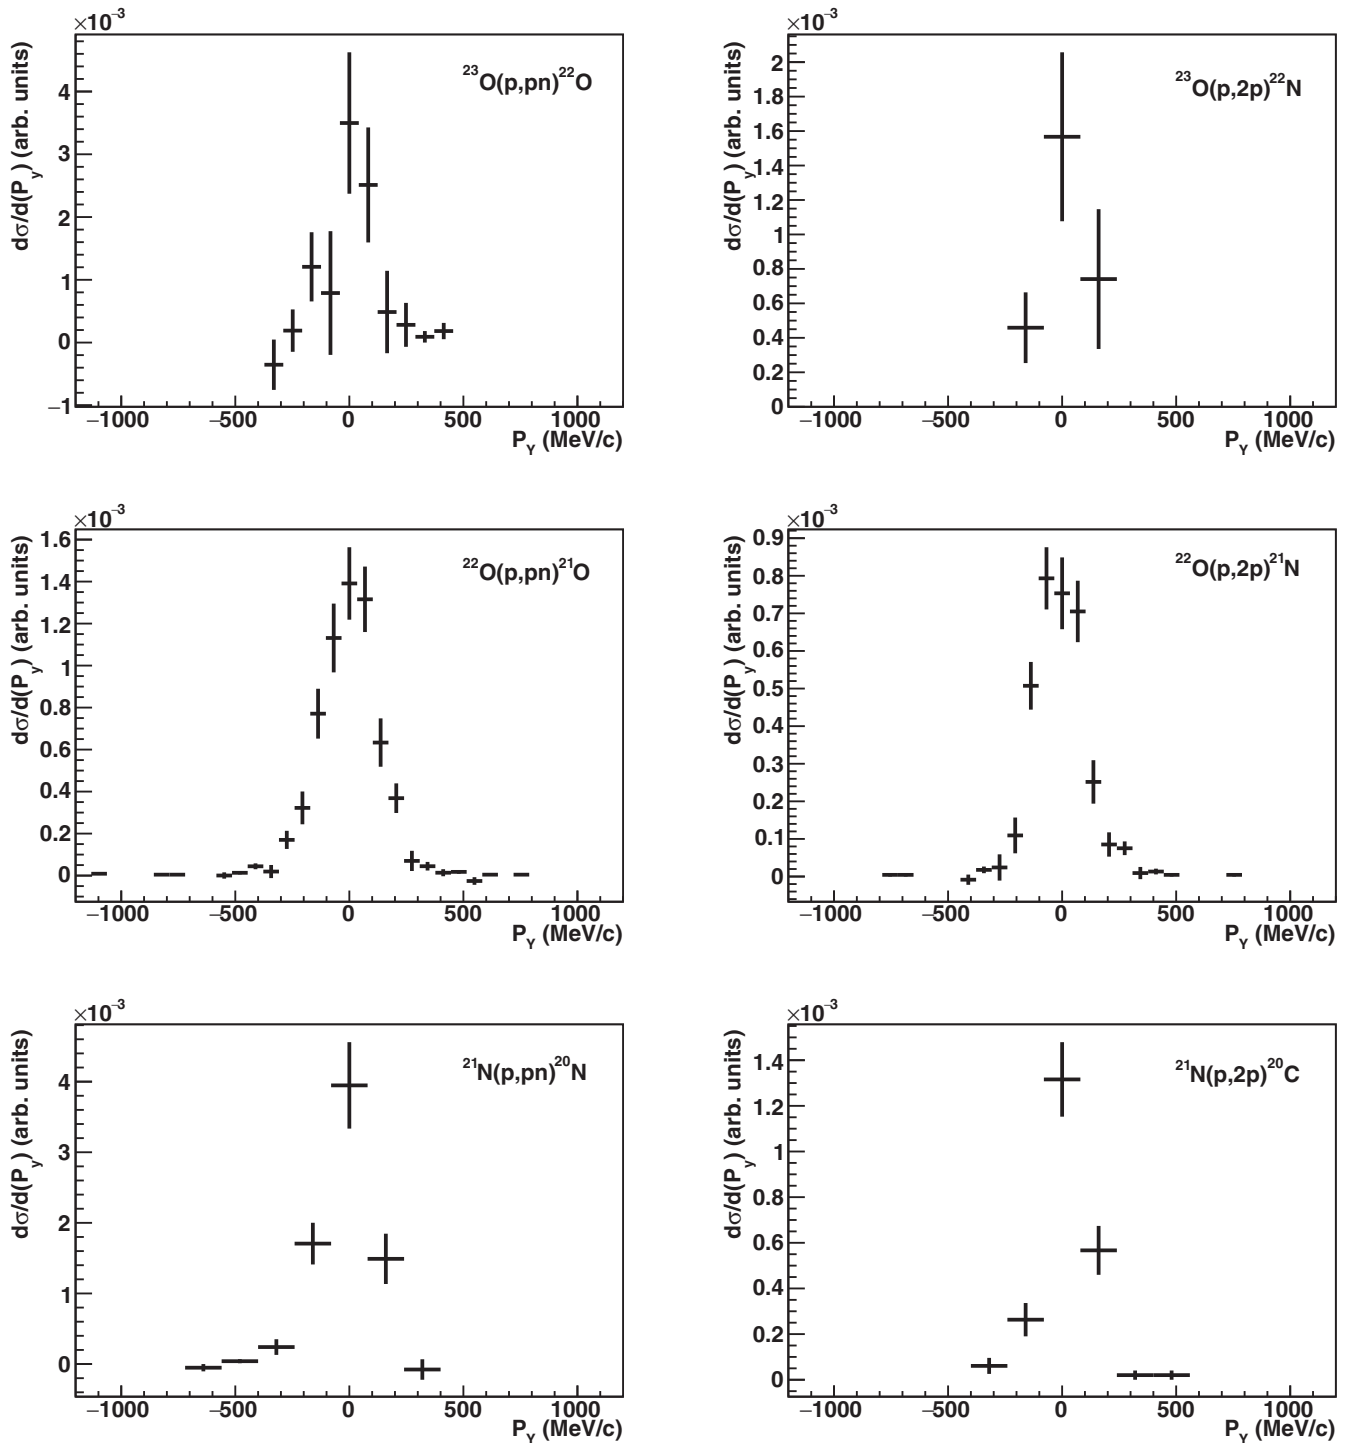 ×10⁻³
dσ/d(P_y) (arb. units)
²³O(p,pn)²²O
4
3
2
1
0
−1
−1000 −500 0 500 1000
P_Y (MeV/c)
×10⁻³
dσ/d(P_y) (arb. units)
²³O(p,2p)²²N
2
1.8
1.6
1.4
1.2
1
0.8
0.6
0.4
0.2
0
−1000 −500 0 500 1000
P_Y (MeV/c)
×10⁻³
dσ/d(P_y) (arb. units)
²²O(p,pn)²¹O
1.6
1.4
1.2
1
0.8
0.6
0.4
0.2
0
−1000 −500 0 500 1000
P_Y (MeV/c)
×10⁻³
dσ/d(P_y) (arb. units)
²²O(p,2p)²¹N
0.9
0.8
0.7
0.6
0.5
0.4
0.3
0.2
0.1
0
−1000 −500 0 500 1000
P_Y (MeV/c)
×10⁻³
dσ/d(P_y) (arb. units)
²¹N(p,pn)²⁰N
4
3
2
1
0
−1000 −500 0 500 1000
P_Y (MeV/c)
×10⁻³
dσ/d(P_y) (arb. units)
²¹N(p,2p)²⁰C
1.4
1.2
1
0.8
0.6
0.4
0.2
0
−1000 −500 0 500 1000
P_Y (MeV/c)